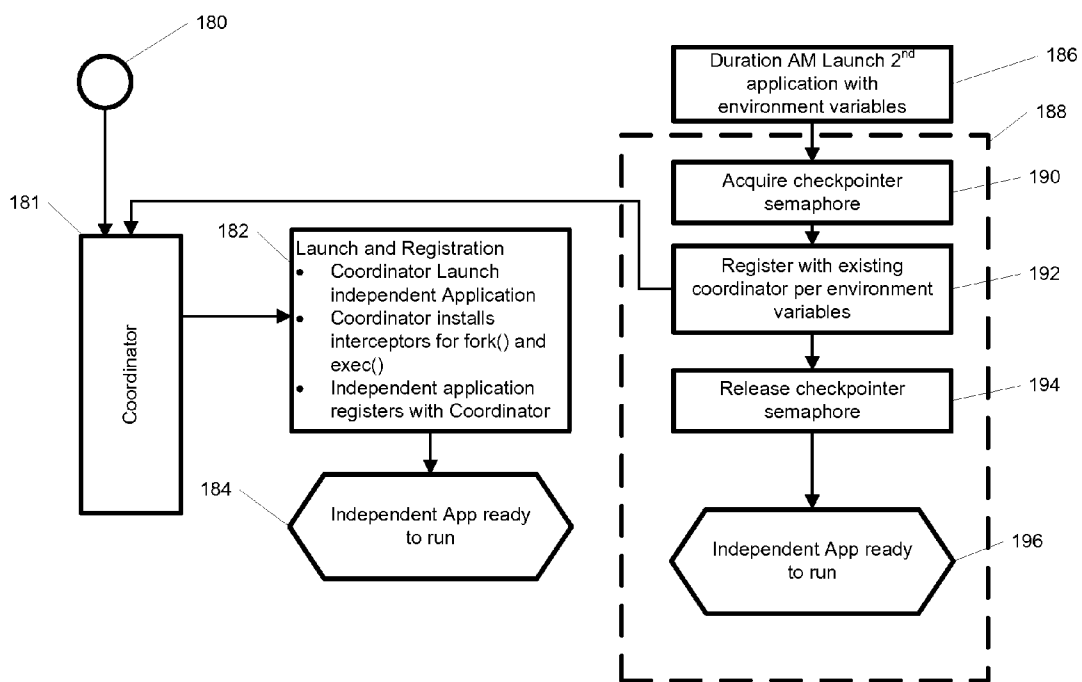 180
Duration AM Launch 2nd
application with
environment variables
186
188
Acquire checkpointer
semaphore
190
181
182
Launch and Registration
• Coordinator Launch
independent Application
• Coordinator installs
interceptors for fork() and
exec()
• Independent application
registers with Coordinator
Register with existing
coordinator per environment
variables
192
Coordinator
Release checkpointer
semaphore
194
184
Independent App ready
to run
Independent App ready
to run
196